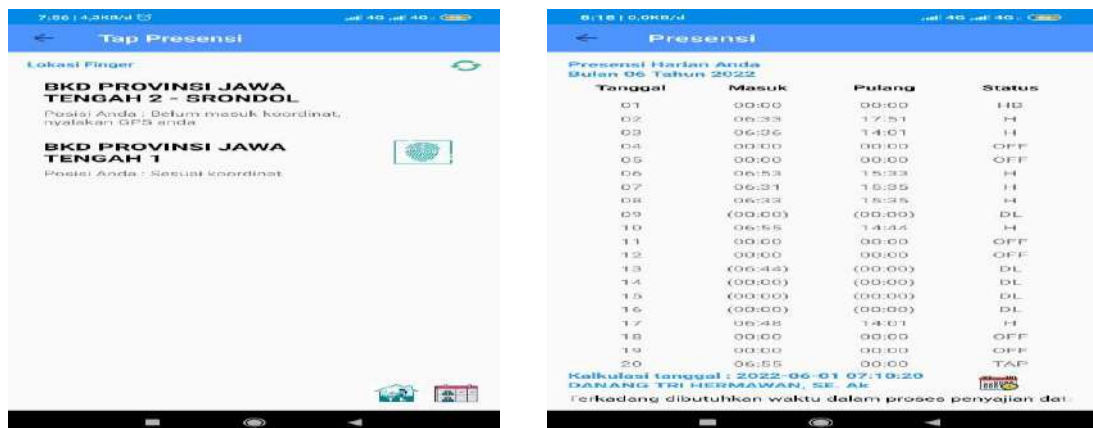 7:56 | 4,3KB/d
4G 4G
Tap Presensi
Lokasi Finger
BKD PROVINSI JAWA
TENGAH 2 - SRONDOL
Posisi Anda : Belum masuk koordinat,
nyalakan GPS anda
BKD PROVINSI JAWA
TENGAH 1
Posisi Anda : Sesuai koordinat
8:18 | 0,0KB/d
4G 4G
Presensi
Presensi Harian Anda
Bulan 06 Tahun 2022
Tanggal Masuk Pulang Status
01 00:00 00:00 HD
02 06:33 17:51 H
03 06:36 14:01 H
04 00:00 00:00 OFF
05 00:00 00:00 OFF
06 06:53 15:33 H
07 06:31 15:35 H
08 06:33 15:35 H
09 (00:00) (00:00) DL
10 06:55 14:44 H
11 00:00 00:00 OFF
12 00:00 00:00 OFF
13 (06:44) (00:00) DL
14 (00:00) (00:00) DL
15 (00:00) (00:00) DL
16 (00:00) (00:00) DL
17 06:48 14:01 H
18 00:00 00:00 OFF
19 00:00 00:00 OFF
20 06:55 00:00 TAP
Kalkulasi tanggal : 2022-06-01 07:10:20
DANANG TRI HERMAWAN, SE. Ak
Terkadang dibutuhkan waktu dalam proses penyajian dat